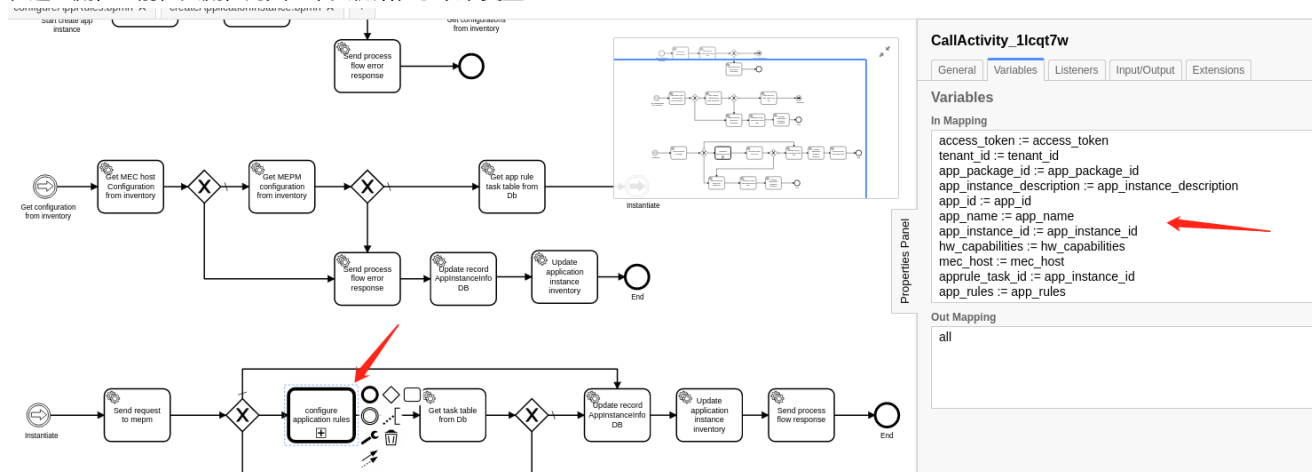 configureAppRules.bpmn X
createApplicationInstance.bpmn X
+
Start create app
instance
Get configurations
from inventory
Send process
flow error
response
Get MEC host
Configuration
from inventory
Get MEPM
configuration
from inventory
Get app rule
task table from
Db
Get configuration
from inventory
Instantiate
Send process
flow error
response
Update record
AppInstanceInfo
DB
Update
application
instance
inventory
End
Send request
to mepm
configure
application rules
Get task table
from Db
Update record
AppInstanceInfo
DB
Update
application
instance
inventory
Send process
flow response
Instantiate
End
Properties Panel
CallActivity_1lcqt7w
General
Variables
Listeners
Input/Output
Extensions
Variables
In Mapping
access_token := access_token
tenant_id := tenant_id
app_package_id := app_package_id
app_instance_description := app_instance_description
app_id := app_id
app_name := app_name
app_instance_id := app_instance_id
hw_capabilities := hw_capabilities
mec_host := mec_host
apprule_task_id := app_instance_id
app_rules := app_rules
Out Mapping
all